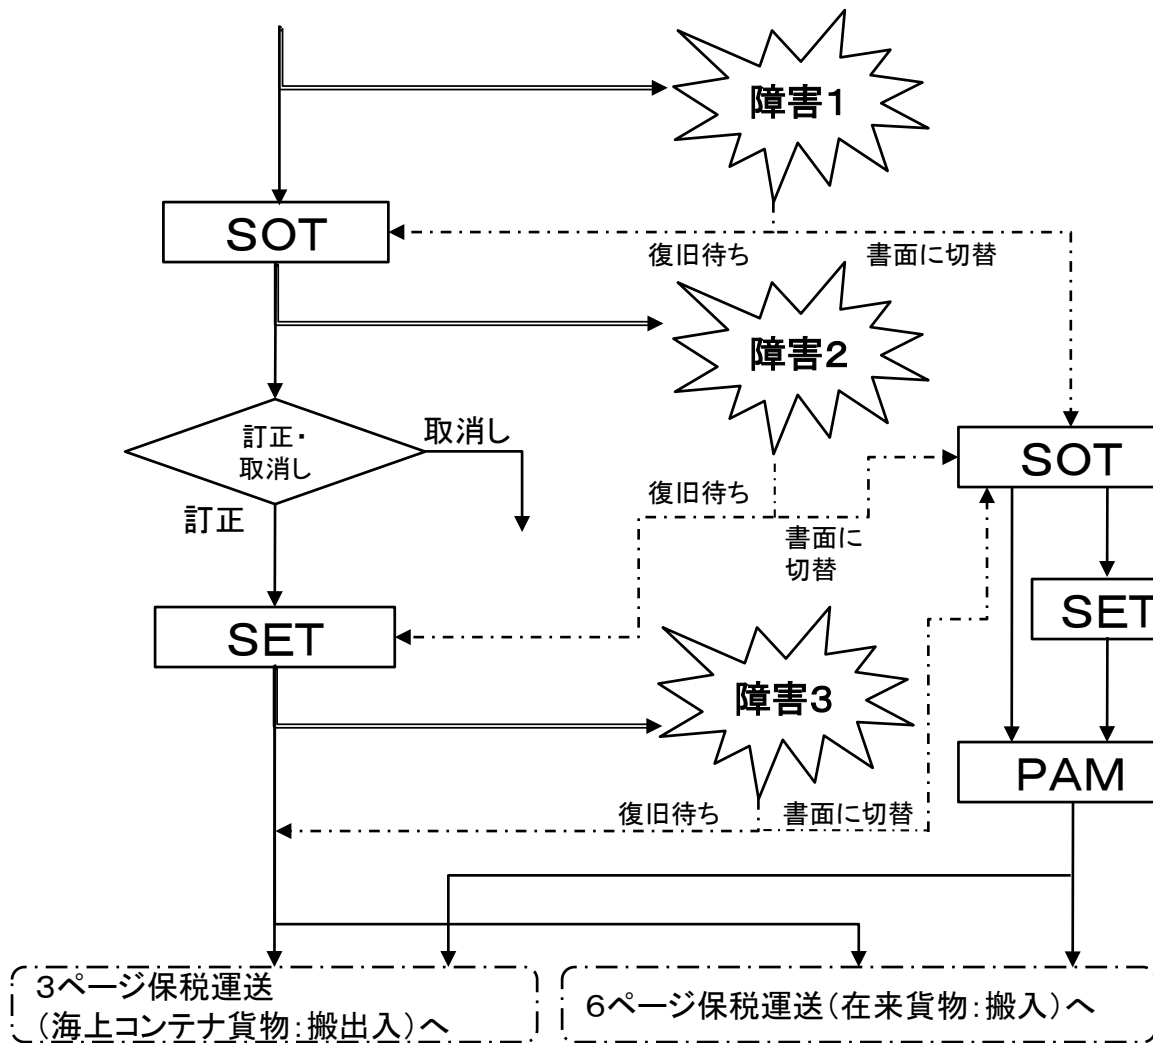 障害1
SOT
復旧待ち
書面に切替
障害2
訂正・
取消し
取消し
訂正
SOT
復旧待ち
書面に
切替
SET
SET
障害3
PAM
復旧待ち
書面に切替
3ページ保税運送
(海上コンテナ貨物:搬出入)へ
6ページ保税運送(在来貨物:搬入)へ